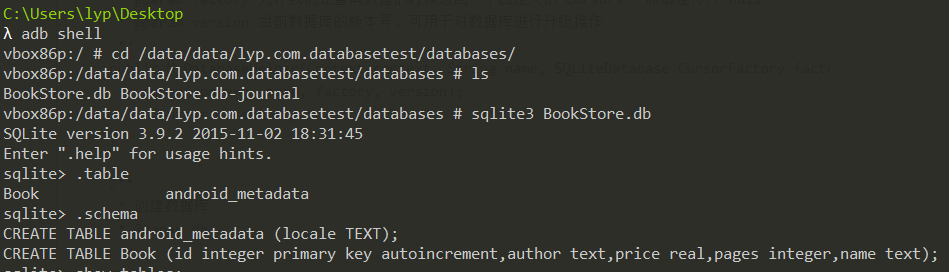 C:\Users\lyp\Desktop
λ adb shell
vbox86p:/ # cd /data/data/lyp.com.databasetest/databases/
vbox86p:/data/data/lyp.com.databasetest/databases # ls
BookStore.db BookStore.db-journal
vbox86p:/data/data/lyp.com.databasetest/databases # sqlite3 BookStore.db
SQLite version 3.9.2 2015-11-02 18:31:45
Enter ".help" for usage hints.
sqlite> .table
Book             android_metadata
sqlite> .schema
CREATE TABLE android_metadata (locale TEXT);
CREATE TABLE Book (id integer primary key autoincrement,author text,price real,pages integer,name text);
sqlite> show tables;